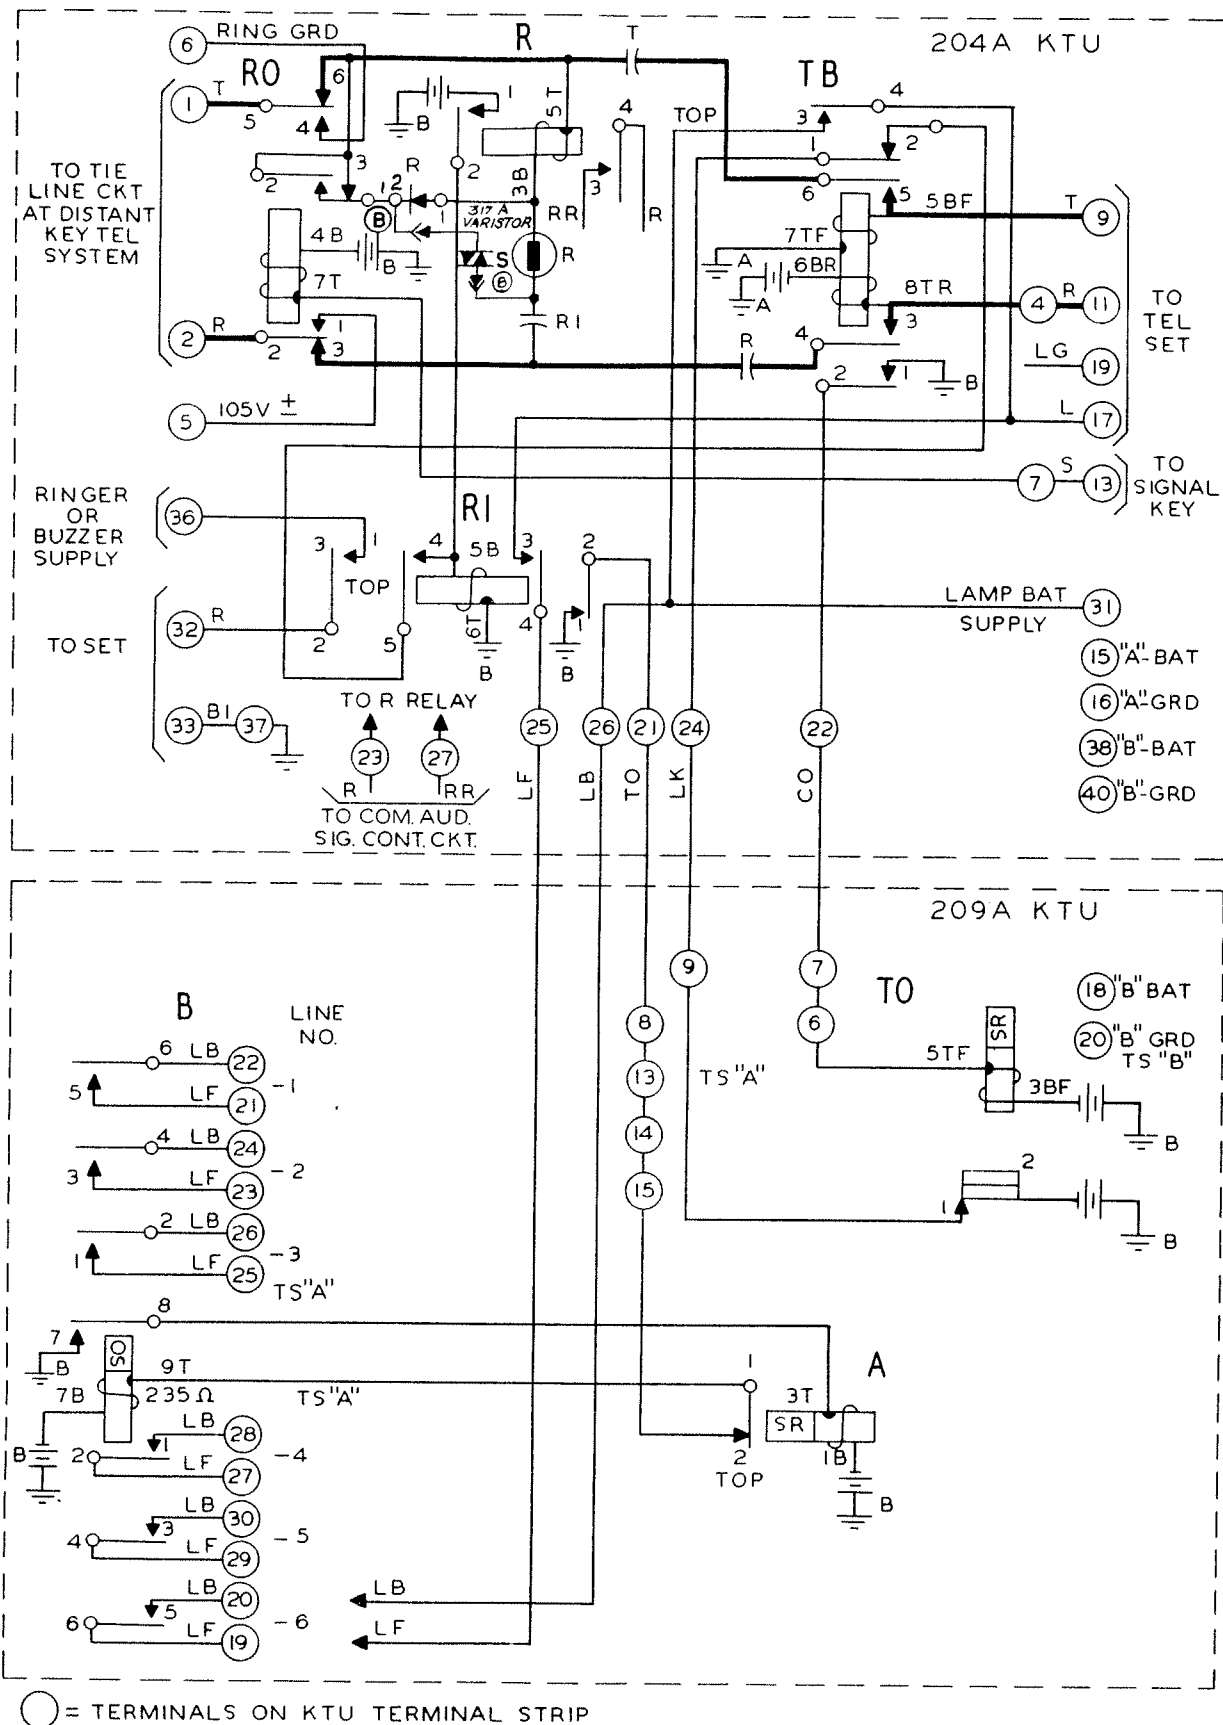 204A KTU
6 RING GRD
R
T
RO
TB
1 T
5
6
4
B
1
5T
4
TOP
3
4
2
1
6
5
TO TIE
LINE CKT
AT DISTANT
KEY TEL
SYSTEM
2
3
1 2 R
B
1
317 A
VARISTOR
2
3B
3
RR
R
5BF
T 9
4B
B
S
B
R
7TF
A
6BR
A
7T
8TR
4 R 11
TO
TEL
SET
2 R
2
1
3
R1
R
4
3
LG 19
2
1
B
5 105V ±
L 17
7 S 13
TO
SIGNAL
KEY
RINGER
OR
BUZZER
SUPPLY
36
R1
3
1
TOP
4
5B
3
2
LAMP BAT
SUPPLY
31
TO SET
32 R
2
5
6T
B
4
1
B
15 "A"-BAT
16 "A"-GRD
38 "B"-BAT
40 "B"-GRD
33 B1 37
TO R RELAY
23 27
R RR
TO COM. AUD.
SIG. CONT. CKT.
25 26 21 24 22
LF LB TO LK CO
209A KTU
9
7
TO
18 "B" BAT
20 "B" GRD
TS "B"
8
6
SR
B
LINE
NO.
6 LB 22
5
LF 21
-1
4 LB 24
3
LF 23
-2
2 LB 26
1
LF 25
-3
TS"A"
13
14
15
TS"A"
5TF
3BF
B
2
1
B
8
7
B
OS
9T
7B
235Ω
TS"A"
B
1
2
TOP
A
3T
SR
1B
B
LB 28
2
1
LF 27
-4
LB 30
4
3
LF 29
-5
LB 20
6
5
LF 19
-6
LB
LF
= TERMINALS ON KTU TERMINAL STRIP